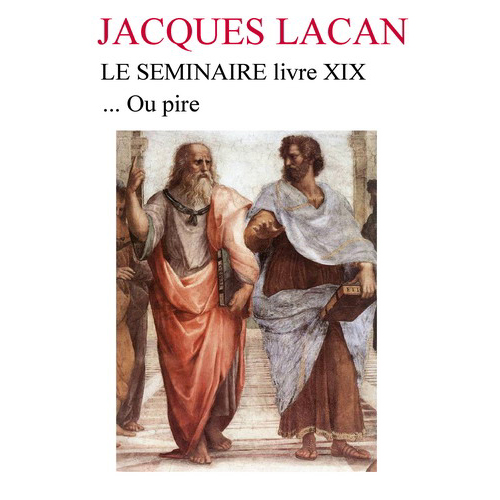 JACQUES LACAN
LE SEMINAIRE livre XIX
... Ou pire